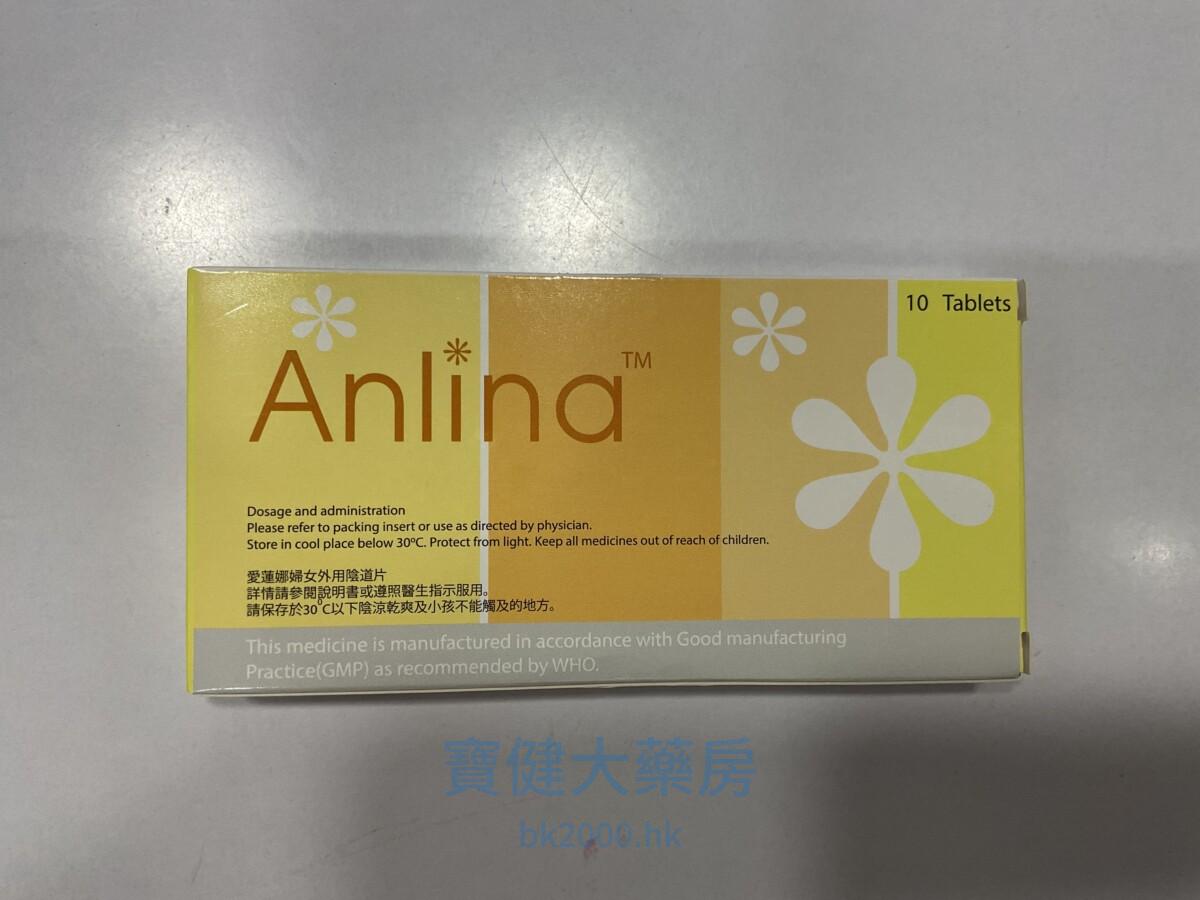 10 Tablets
Anlina™
Dosage and administration
Please refer to packing insert or use as directed by physician.
Store in cool place below 30ºC. Protect from light. Keep all medicines out of reach of children.
愛蓮娜婦女外用陰道片
詳情請參閱說明書或遵照醫生指示服用。
請保存於30°C以下陰涼乾爽及小孩不能觸及的地方。
This medicine is manufactured in accordance with Good manufacturing
Practice(GMP) as recommended by WHO.
寶健大藥房
bk2000.hk